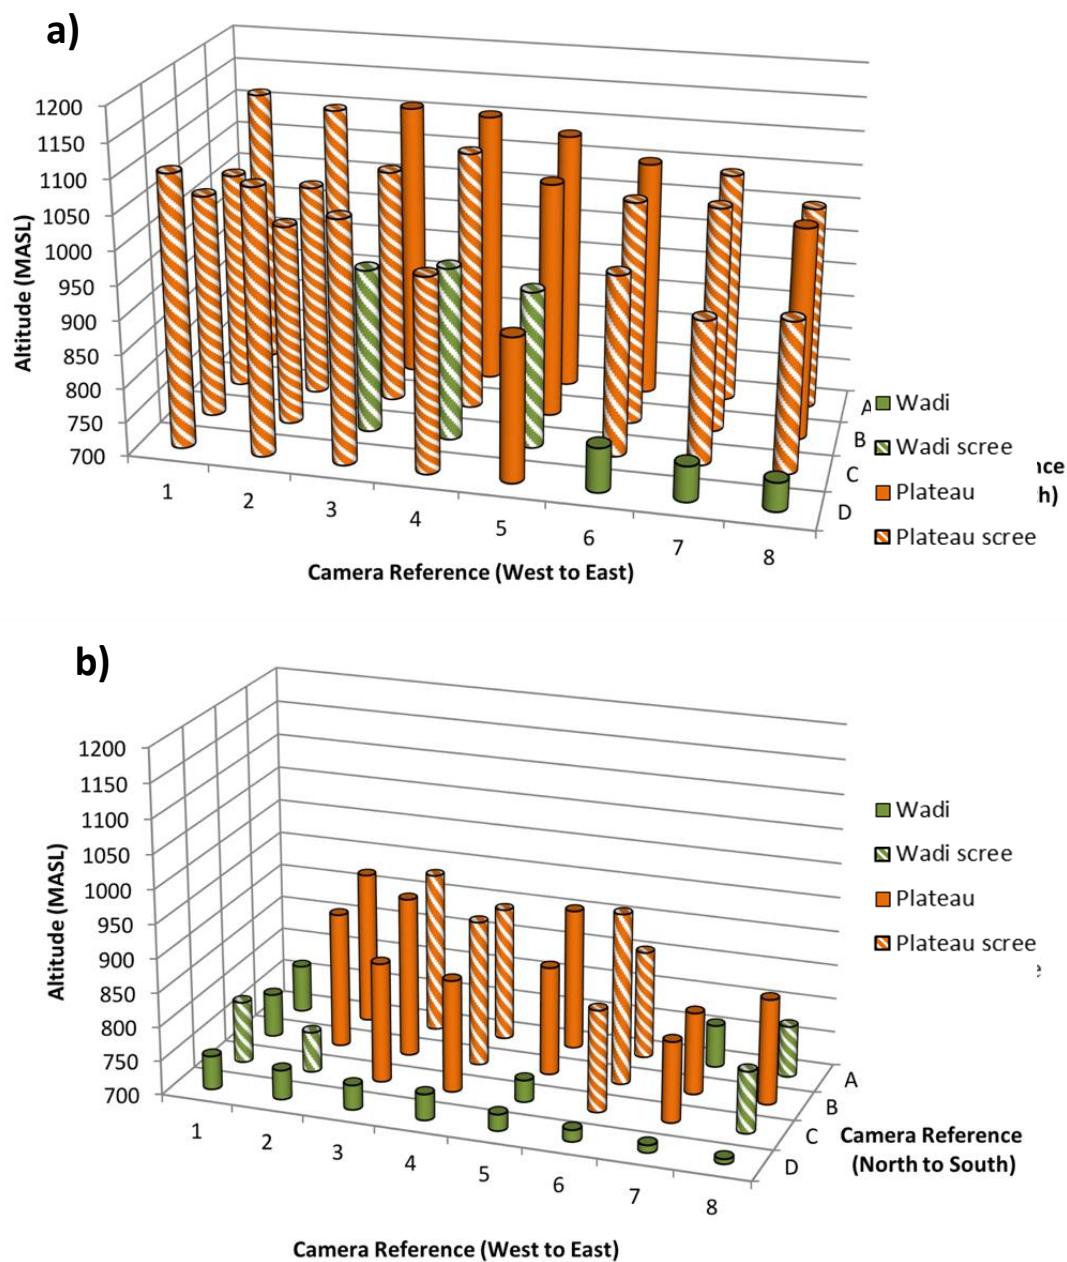 a)
1200
1150
1100
1050
1000
950
900
850
800
750
700
Altitude (MASL)
1
2
3
4
5
6
7
8
Camera Reference (West to East)
A
B
C
D
nce
h)
Wadi
Wadi scree
Plateau
Plateau scree
b)
1200
1150
1100
1050
1000
950
900
850
800
750
700
Altitude (MASL)
1
2
3
4
5
6
7
8
Camera Reference (West to East)
A
B
C
D
Camera Reference
(North to South)
Wadi
Wadi scree
Plateau
Plateau scree